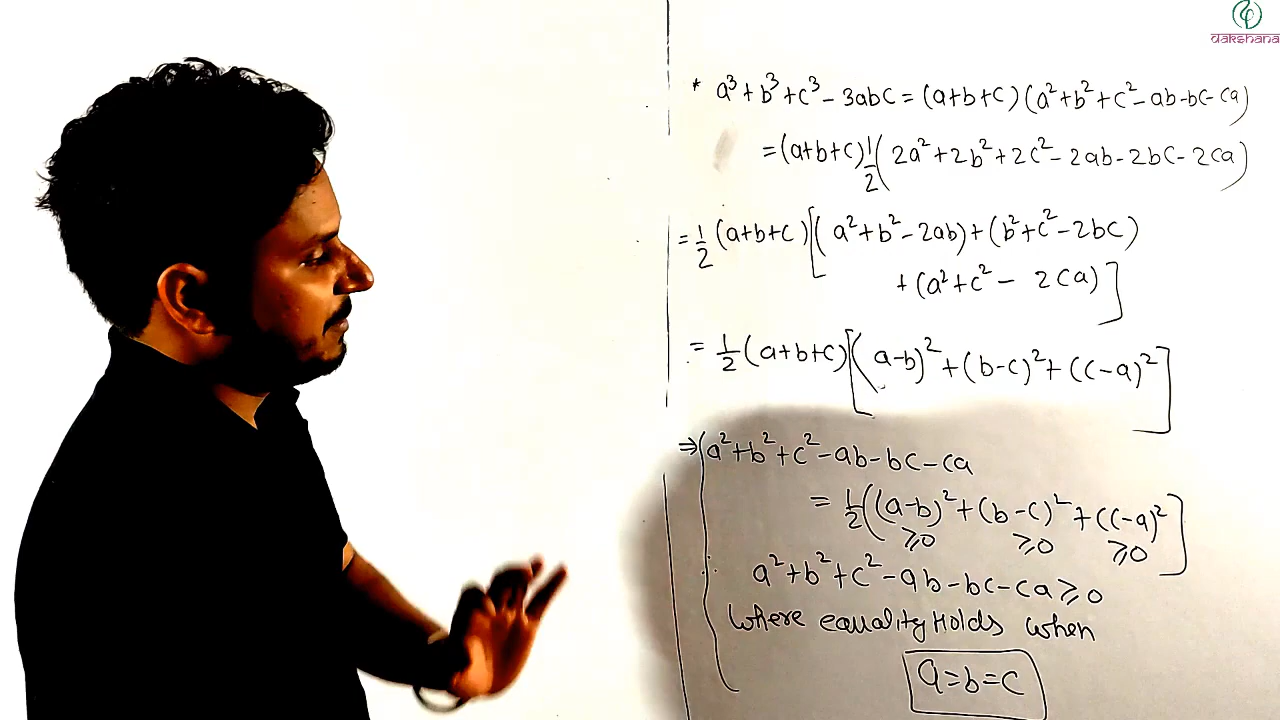 dakshana
* a³ + b³ + c³ - 3abc = (a+b+c) (a² + b² + c² - ab - bc - ca)
= (a+b+c) 1/2 (2a² + 2b² + 2c² - 2ab - 2bc - 2ca)
= 1/2 (a+b+c) [(a² + b² - 2ab) + (b² + c² - 2bc)
+ (a² + c² - 2ca)]
= 1/2 (a+b+c) [(a-b)² + (b-c)² + (c-a)²]
⇒ (a² + b² + c² - ab - bc - ca
= 1/2 ((a-b)² + (b-c)² + (c-a)²]
≥0 ≥0 ≥0
∴ a² + b² + c² - ab - bc - ca ≥ 0
Where equality Holds when
a=b=c